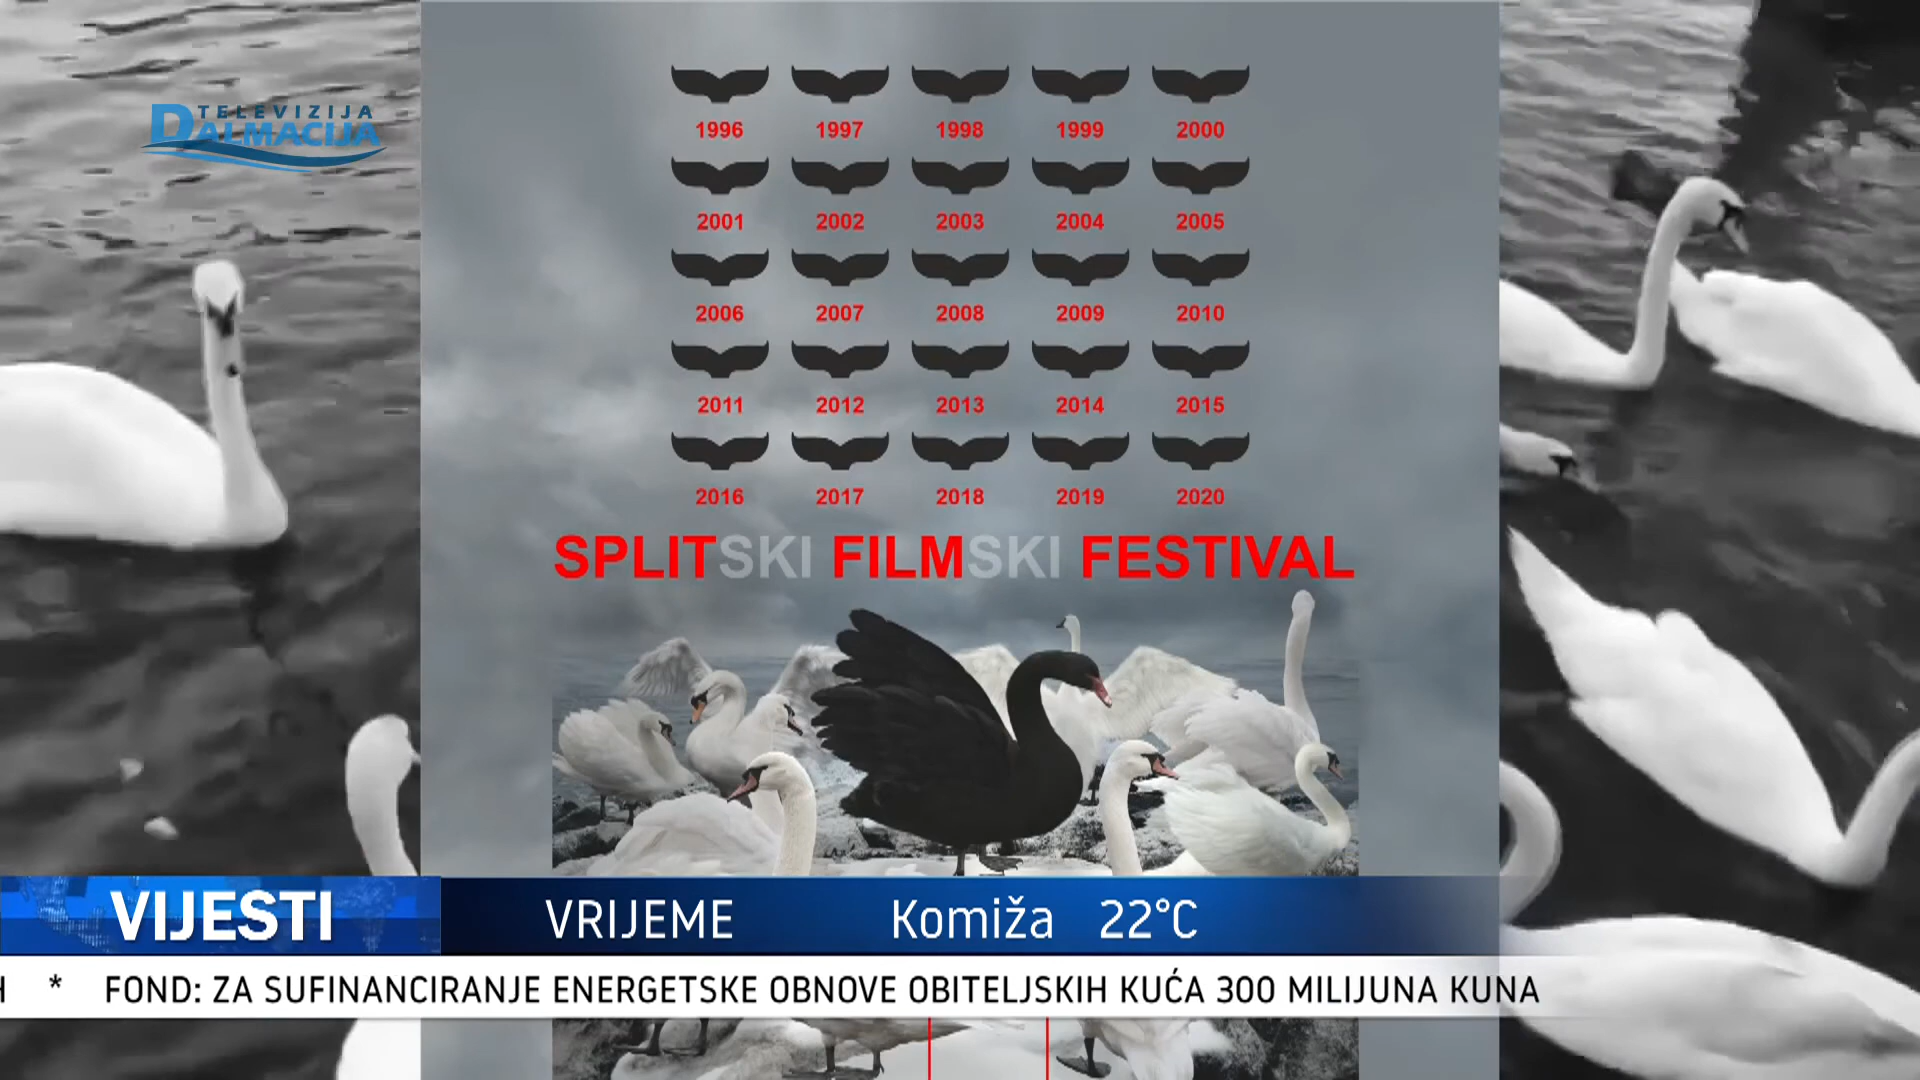 TELEVIZIJA
DALMACIJA
1996 1997 1998 1999 2000
2001 2002 2003 2004 2005
2006 2007 2008 2009 2010
2011 2012 2013 2014 2015
2016 2017 2018 2019 2020
SPLITSKI FILMSKI FESTIVAL
VIJESTI VRIJEME Komiža 22°C
* FOND: ZA SUFINANCIRANJE ENERGETSKE OBNOVE OBITELJSKIH KUĆA 300 MILIJUNA KUNA